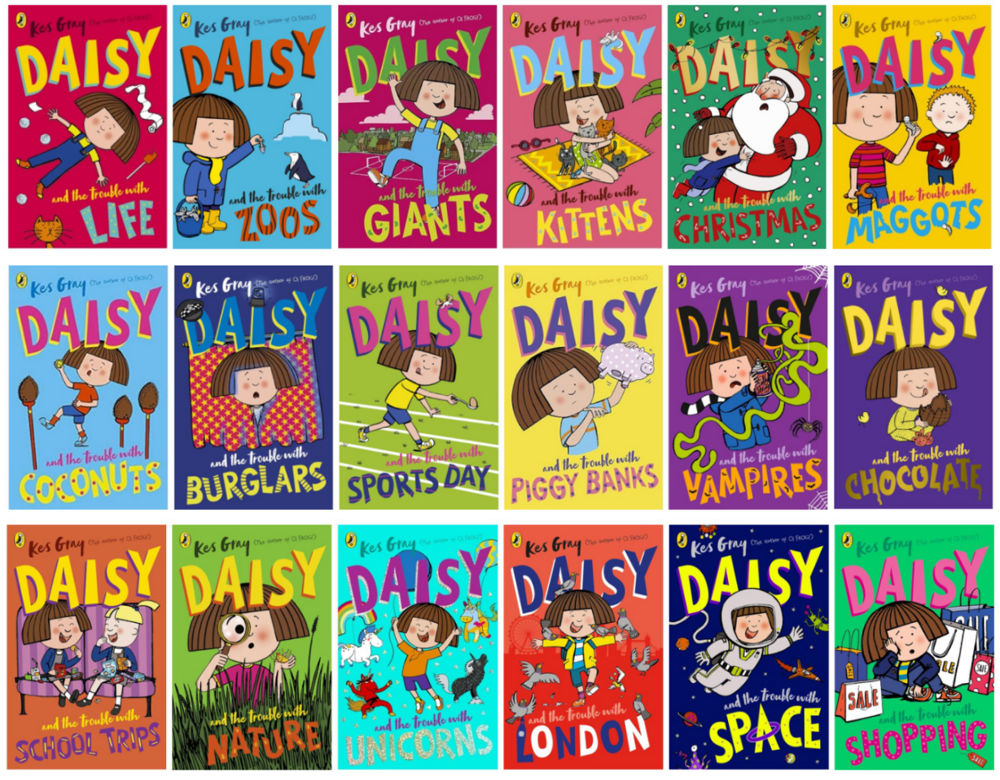 Kes Gray (The author of Oi FROG!)
DAISY
and the trouble with
LIFE
Kes Gray (The author of Oi FROG!)
DAISY
and the trouble with
ZOOS
Kes Gray (The author of Oi FROG!)
DAISY
and the trouble with
GIANTS
Kes Gray (The author of Oi FROG!)
DAISY
and the trouble with
KITTENS
Kes Gray (The author of Oi FROG!)
DAISY
and the trouble with
CHRISTMAS
Kes Gray (The author of Oi FROG!)
DAISY
and the trouble with
MAGGOTS
Kes Gray (The author of Oi FROG!)
DAISY
and the trouble with
COCONUTS
Kes Gray (The author of Oi FROG!)
DAISY
and the trouble with
BURGLARS
Kes Gray (The author of Oi FROG!)
DAISY
and the trouble with
SPORTS DAY
Kes Gray (The author of Oi FROG!)
DAISY
and the trouble with
PIGGY BANKS
Kes Gray (The author of Oi FROG!)
DAISY
and the trouble with
VAMPIRES
Kes Gray (The author of Oi FROG!)
DAISY
and the trouble with
CHOCOLATE
Kes Gray (The author of Oi FROG!)
DAISY
and the trouble with
SCHOOL TRIPS
Kes Gray (The author of Oi FROG!)
DAISY
and the trouble with
NATURE
Kes Gray (The author of Oi FROG!)
DAISY
and the trouble with
UNICORNS
Kes Gray (The author of Oi FROG!)
DAISY
and the trouble with
LONDON
Kes Gray (The author of Oi FROG!)
DAISY
and the trouble with
SPACE
Kes Gray (The author of Oi FROG!)
DAISY
SALE
SALE
and the trouble with
SHOPPING
SALE